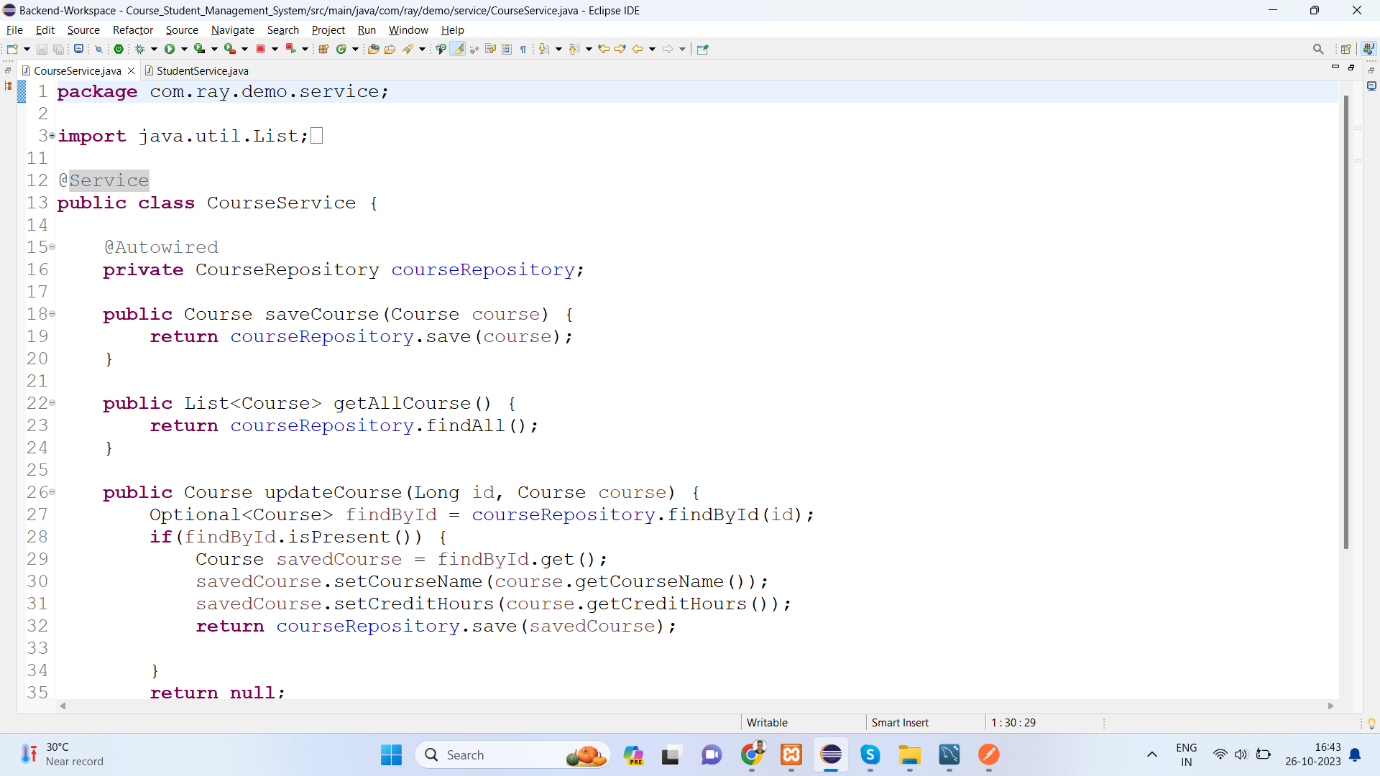 Backend-Workspace - Course_Student_Management_System/src/main/java/com/ray/demo/service/CourseService.java - Eclipse IDE
File Edit Source Refactor Source Navigate Search Project Run Window Help
CourseService.java StudentService.java
1 package com.ray.demo.service;
2
3 import java.util.List;
11
12 @Service
13 public class CourseService {
14
15 @Autowired
16 private CourseRepository courseRepository;
17
18 public Course saveCourse(Course course) {
19 return courseRepository.save(course);
20 }
21
22 public List<Course> getAllCourse() {
23 return courseRepository.findAll();
24 }
25
26 public Course updateCourse(Long id, Course course) {
27 Optional<Course> findById = courseRepository.findById(id);
28 if(findById.isPresent()) {
29 Course savedCourse = findById.get();
30 savedCourse.setCourseName(course.getCourseName());
31 savedCourse.setCreditHours(course.getCreditHours());
32 return courseRepository.save(savedCourse);
33
34 }
35 return null;
Writable Smart Insert 1 : 30 : 29
30°C
Near record
Search
PRE
ENG
IN
16:43
26-10-2023